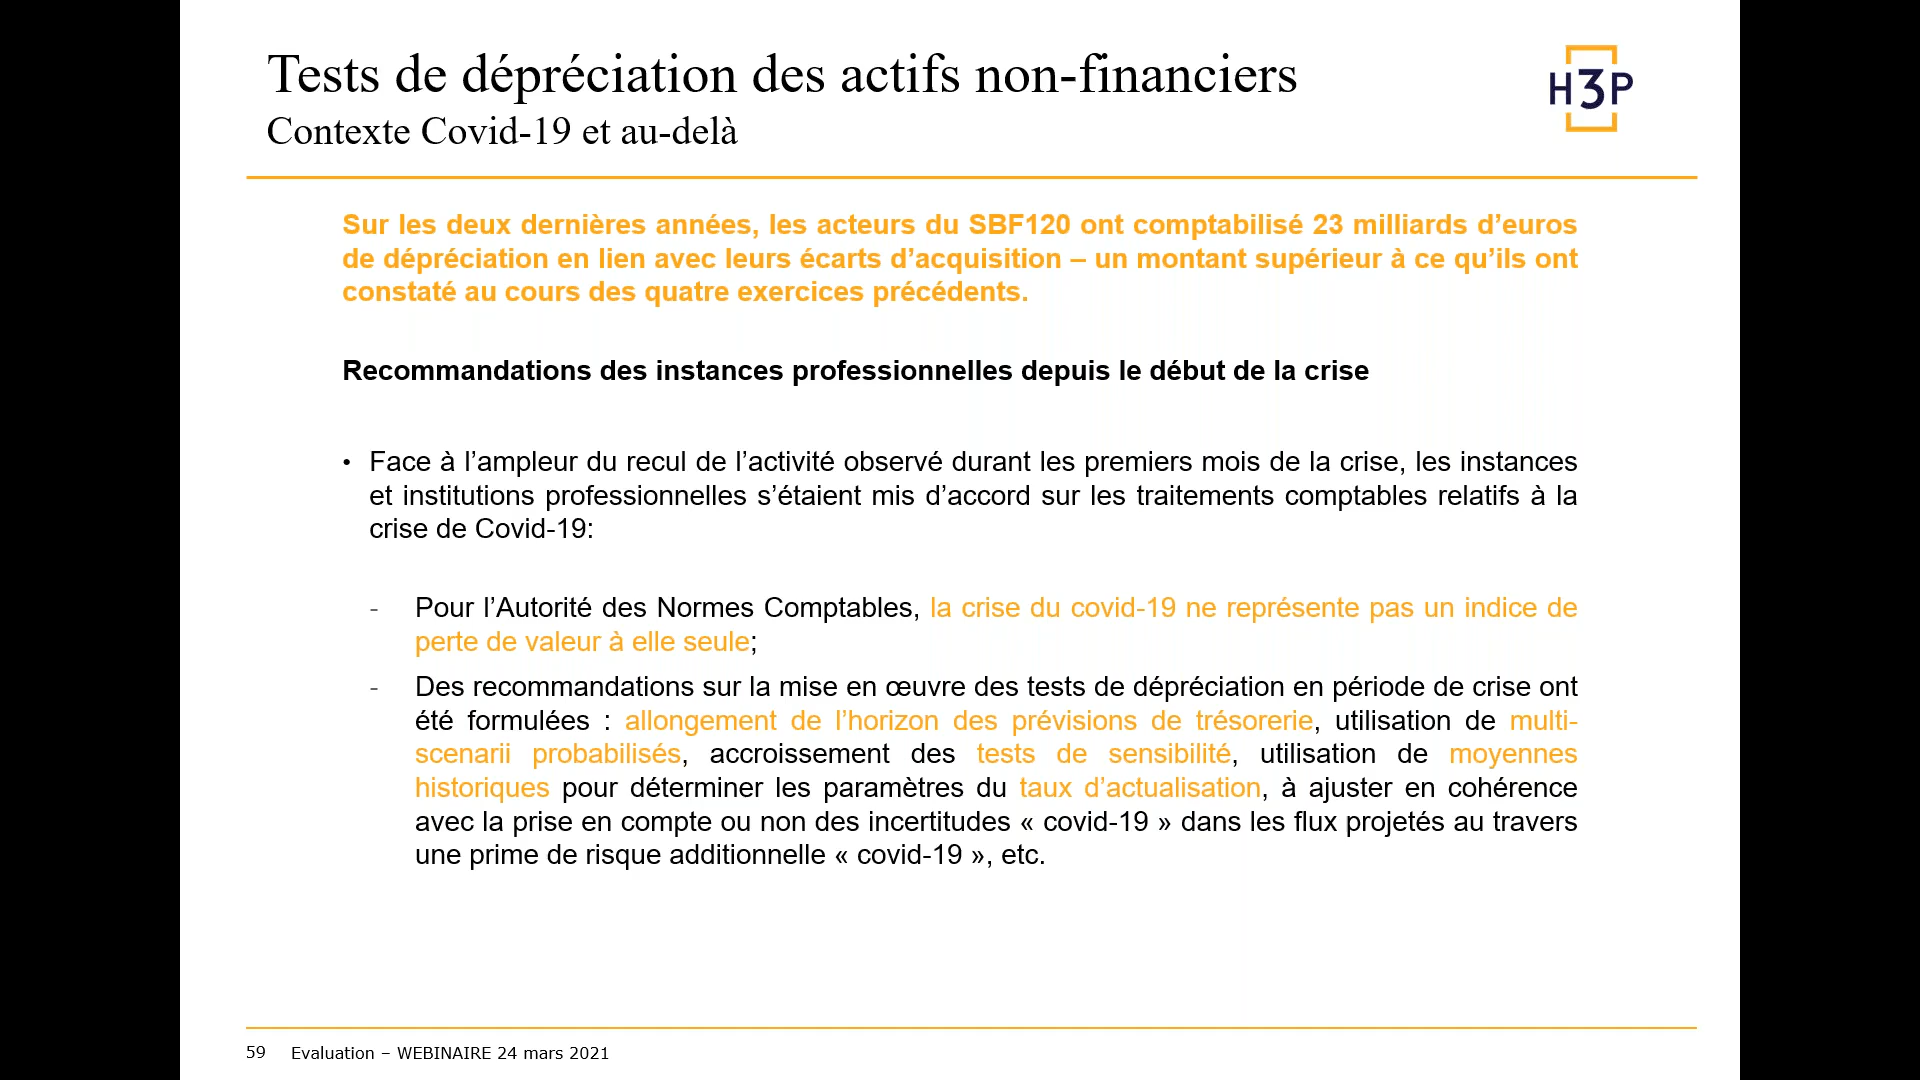 Tests de dépréciation des actifs non-financiers
Contexte Covid-19 et au-delà
H3P
Sur les deux dernières années, les acteurs du SBF120 ont comptabilisé 23 milliards d’euros
de dépréciation en lien avec leurs écarts d’acquisition – un montant supérieur à ce qu’ils ont
constaté au cours des quatre exercices précédents.
Recommandations des instances professionnelles depuis le début de la crise
• Face à l’ampleur du recul de l’activité observé durant les premiers mois de la crise, les instances
et institutions professionnelles s’étaient mis d’accord sur les traitements comptables relatifs à la
crise de Covid-19:
- Pour l’Autorité des Normes Comptables, la crise du covid-19 ne représente pas un indice de
perte de valeur à elle seule;
- Des recommandations sur la mise en œuvre des tests de dépréciation en période de crise ont
été formulées : allongement de l’horizon des prévisions de trésorerie, utilisation de multi-
scenarii probabilisés, accroissement des tests de sensibilité, utilisation de moyennes
historiques pour déterminer les paramètres du taux d’actualisation, à ajuster en cohérence
avec la prise en compte ou non des incertitudes « covid-19 » dans les flux projetés au travers
une prime de risque additionnelle « covid-19 », etc.
59 Evaluation – WEBINAIRE 24 mars 2021